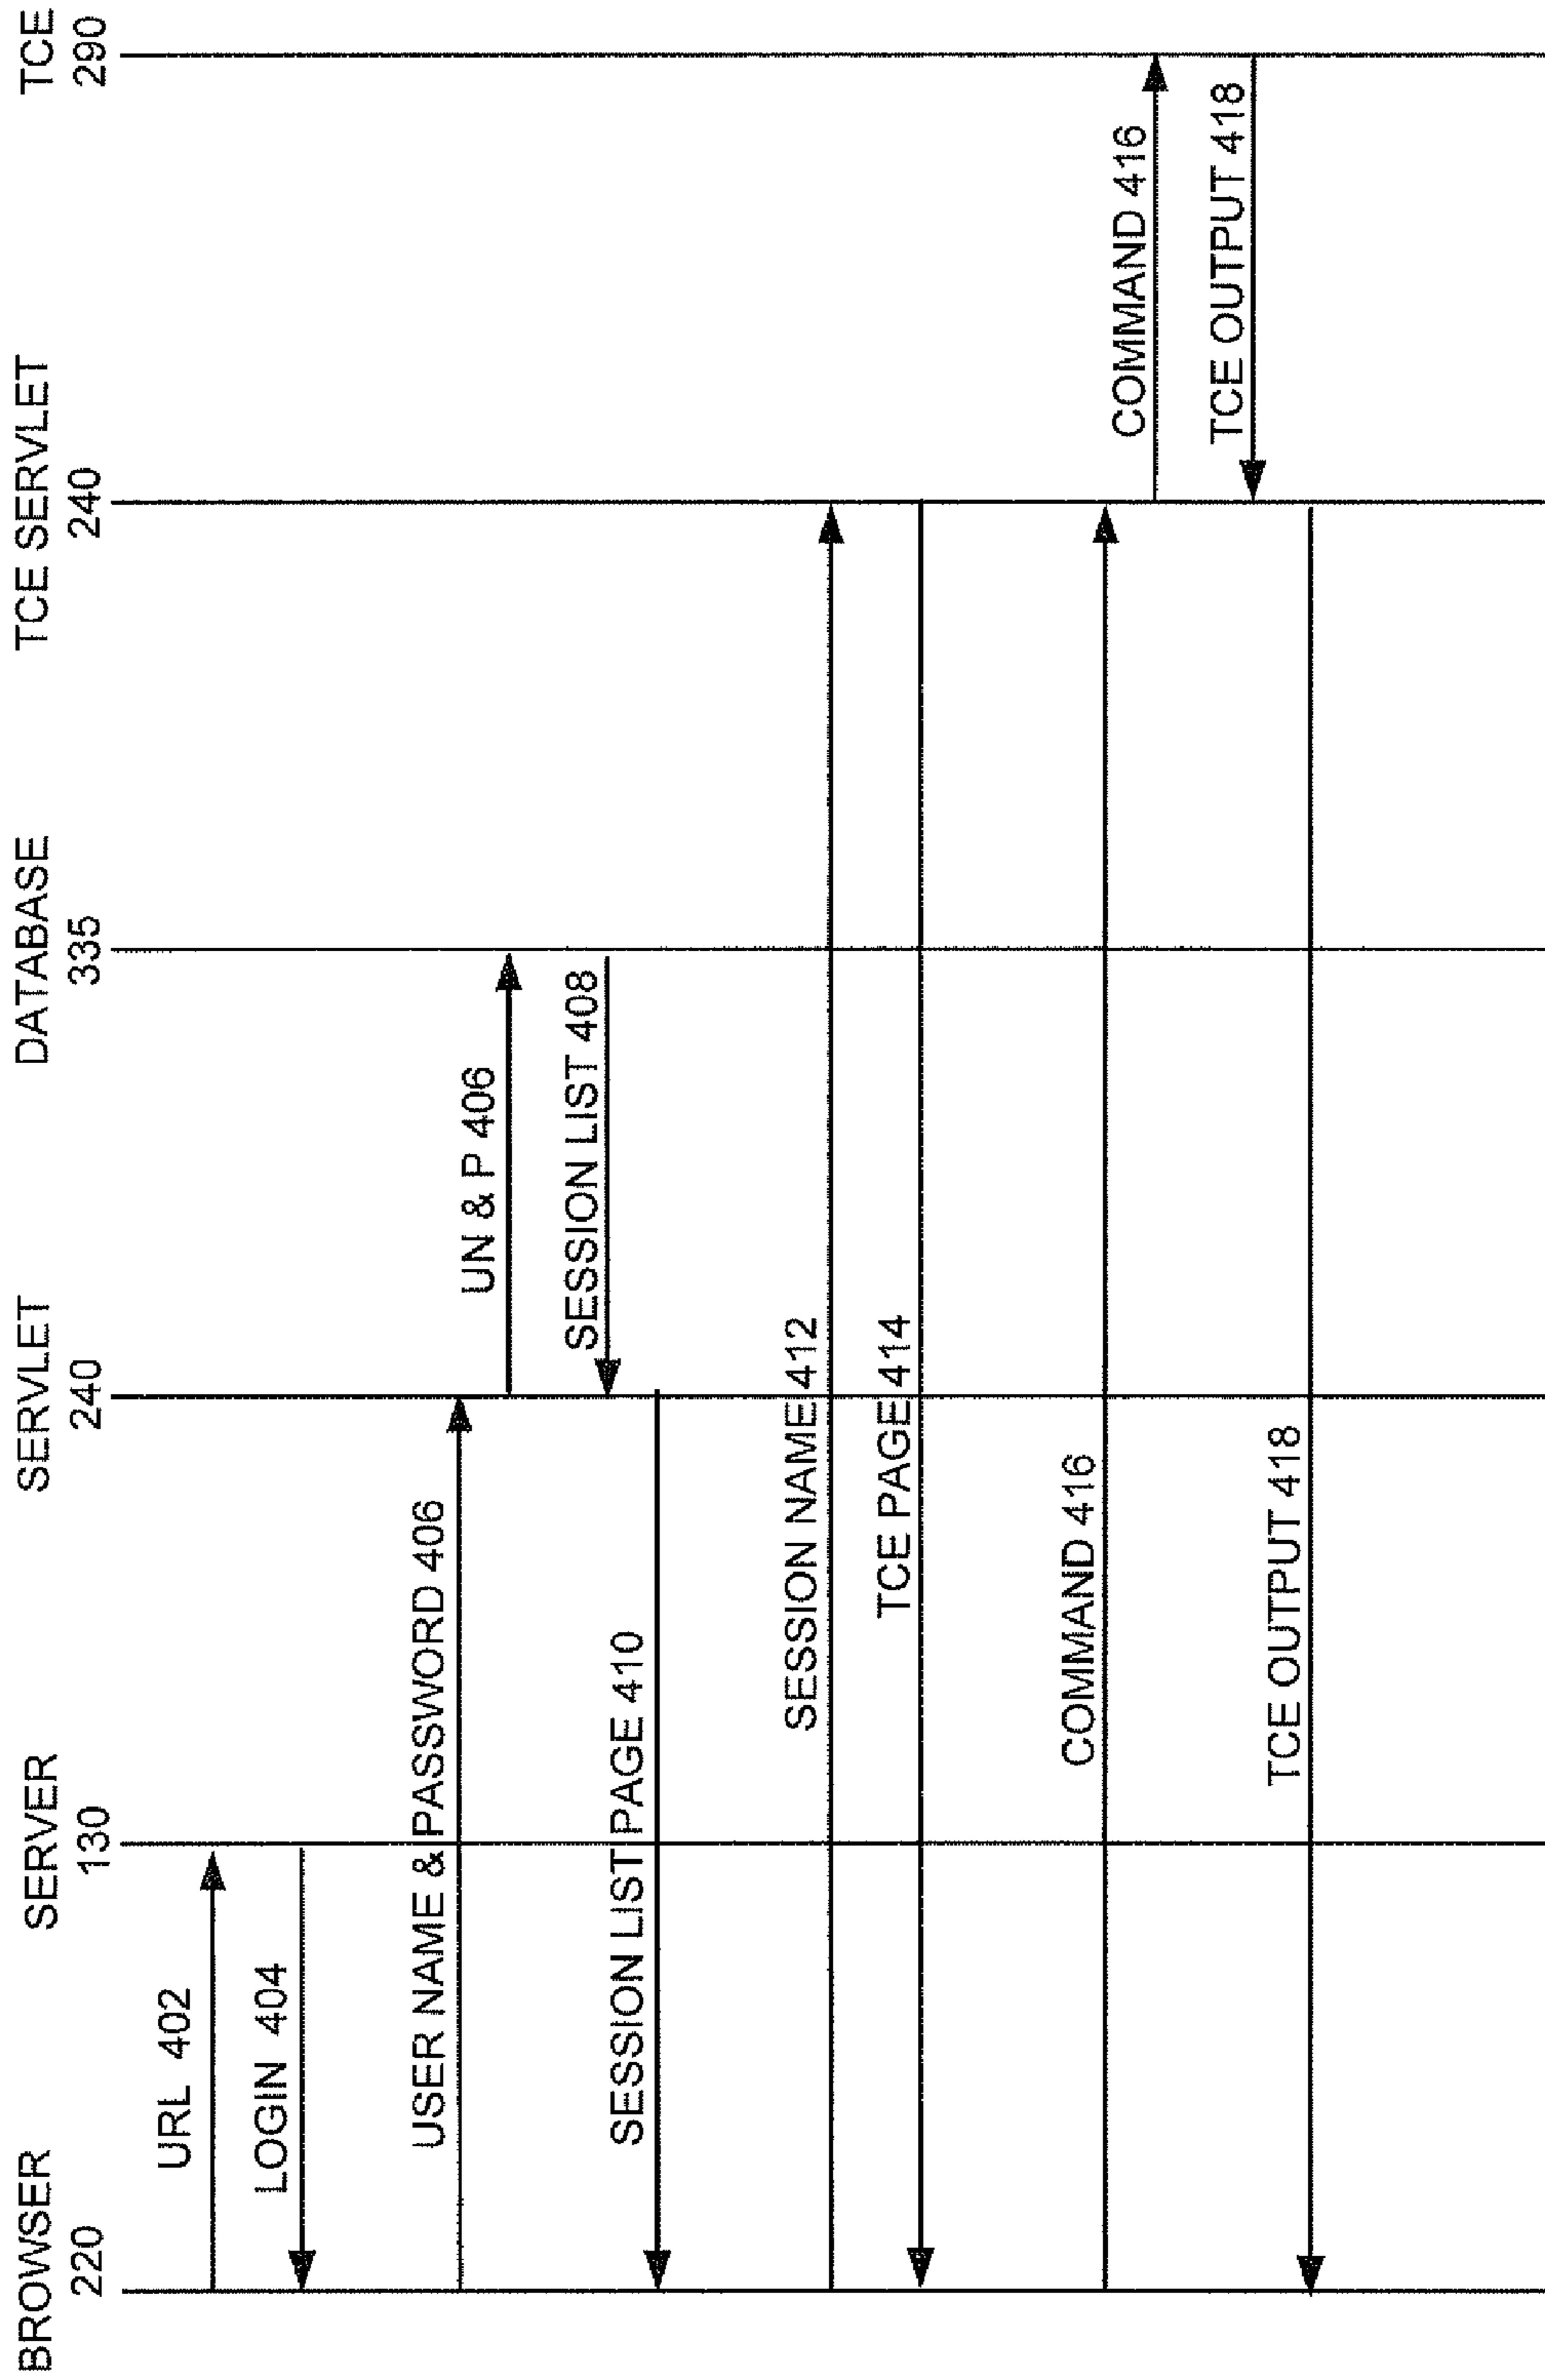 BROWSER
220
SERVER
130
SERVLET
240
DATABASE
335
TCE SERVLET
240
TCE
290
URL 402
LOGIN 404
USER NAME & PASSWORD 406
UN & P 406
SESSION LIST 408
SESSION LIST PAGE 410
SESSION NAME 412
TCE PAGE 414
COMMAND 416
COMMAND 416
TCE OUTPUT 418
TCE OUTPUT 418